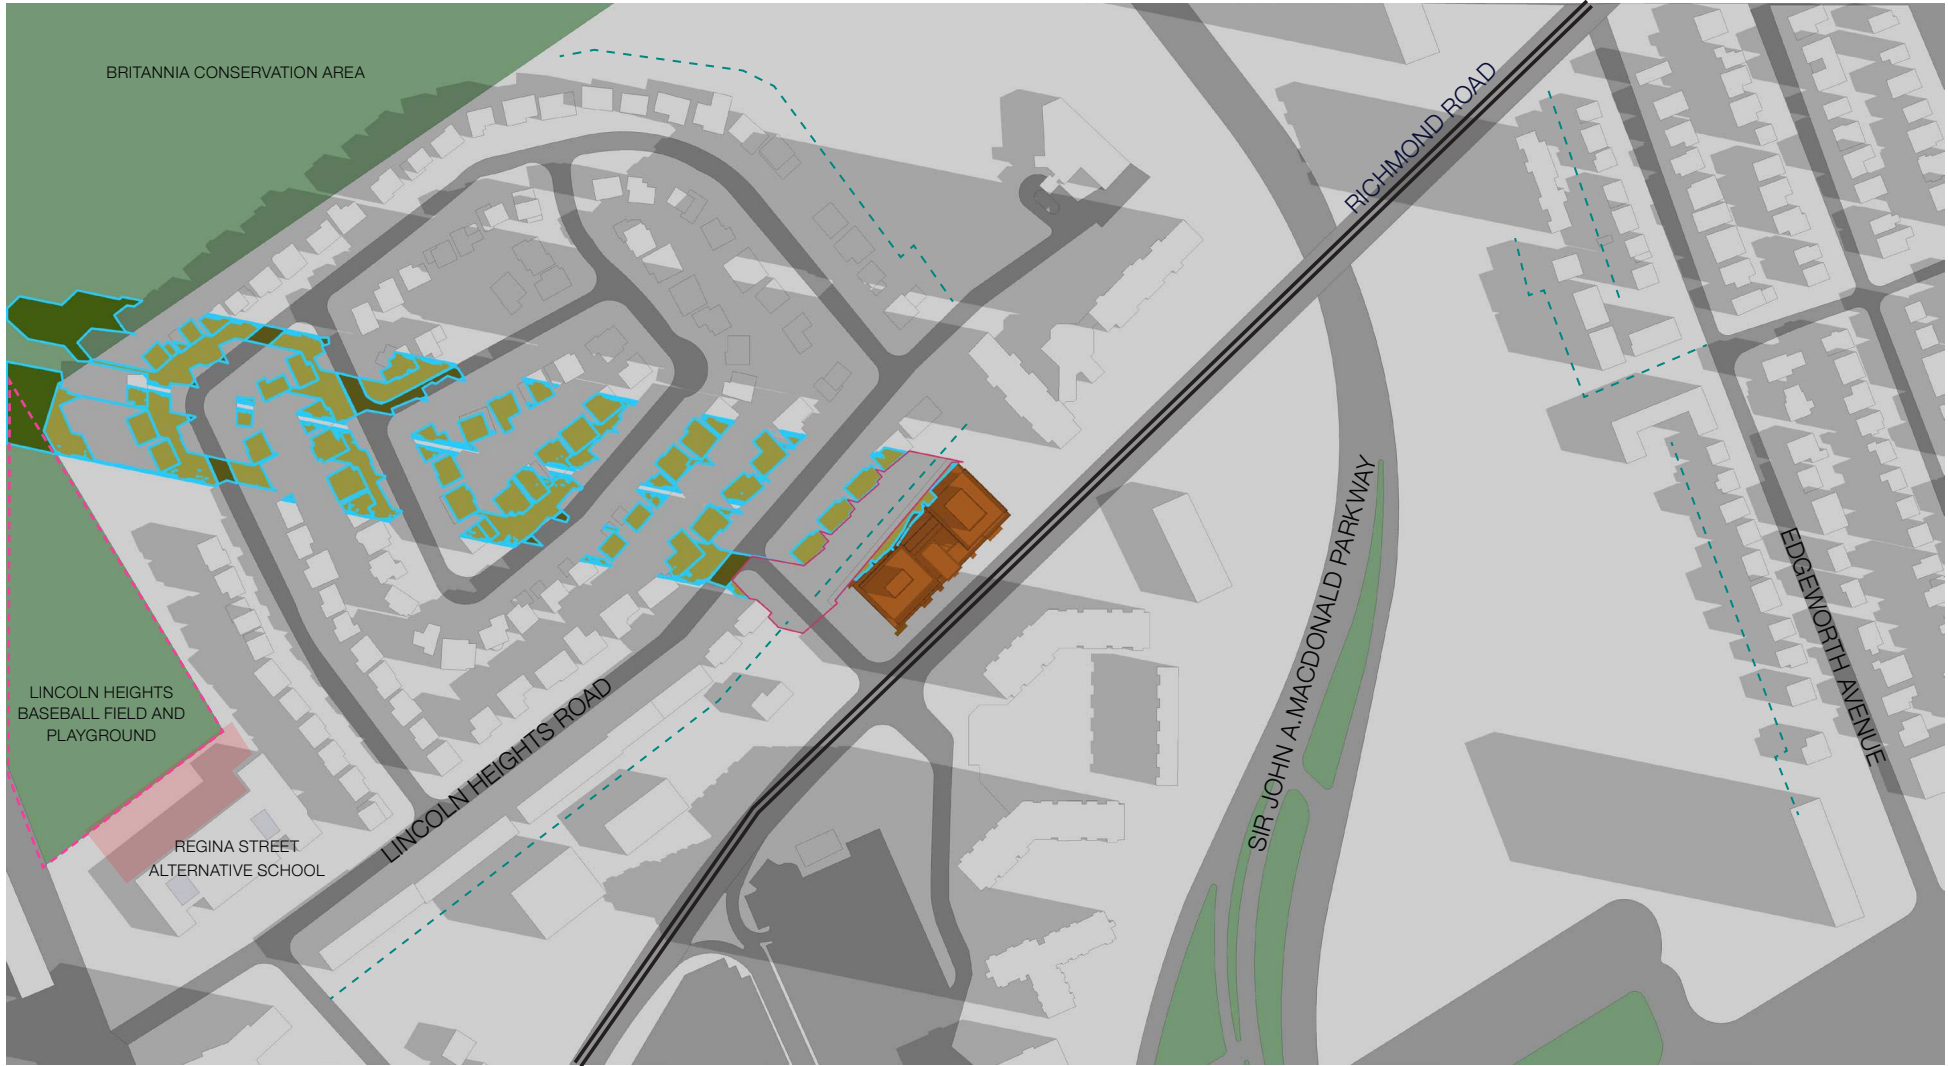 BRITANNIA CONSERVATION AREA
RICHMOND ROAD
SIR JOHN A.MACDONALD PARKWAY
EDGEWORTH AVENUE
LINCOLN HEIGHTS
BASEBALL FIELD AND
PLAYGROUND
LINCOLN HEIGHTS ROAD
REGINA STREET
ALTERNATIVE SCHOOL